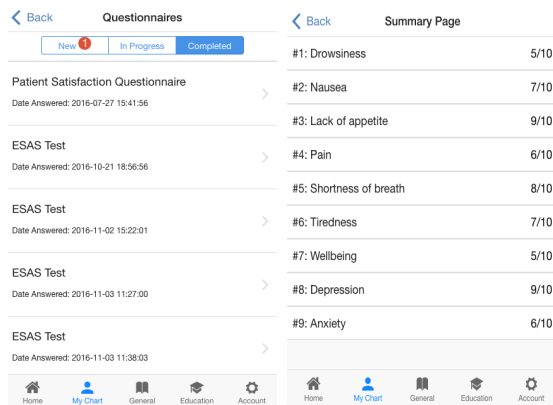 Back Questionnaires
New 1 In Progress Completed
Patient Satisfaction Questionnaire
Date Answered: 2016-07-27 15:41:56
ESAS Test
Date Answered: 2016-10-21 18:56:56
ESAS Test
Date Answered: 2016-11-02 15:22:01
ESAS Test
Date Answered: 2016-11-03 11:27:00
ESAS Test
Date Answered: 2016-11-03 11:38:03
Home My Chart General Education Account
Back Summary Page
#1: Drowsiness 5/10
#2: Nausea 7/10
#3: Lack of appetite 9/10
#4: Pain 6/10
#5: Shortness of breath 8/10
#6: Tiredness 7/10
#7: Wellbeing 5/10
#8: Depression 9/10
#9: Anxiety 6/10
Home My Chart General Education Account